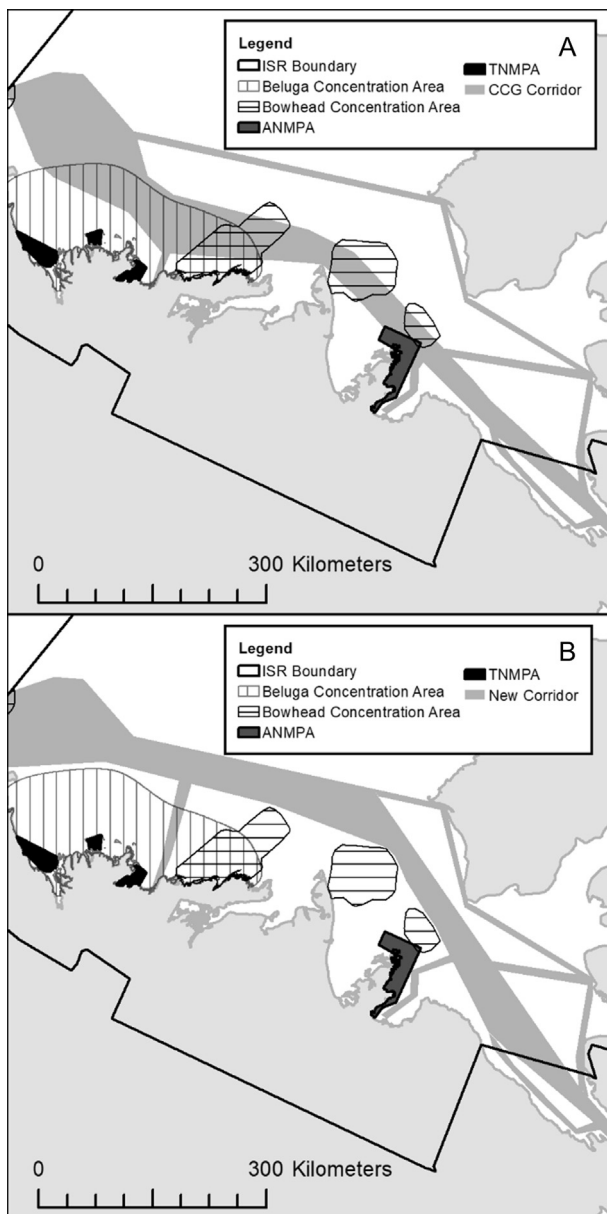 A
Legend
ISR Boundary
Beluga Concentration Area
Bowhead Concentration Area
ANMPA
TNMPA
CCG Corridor
0 300 Kilometers
B
Legend
ISR Boundary
Beluga Concentration Area
Bowhead Concentration Area
ANMPA
TNMPA
New Corridor
0 300 Kilometers